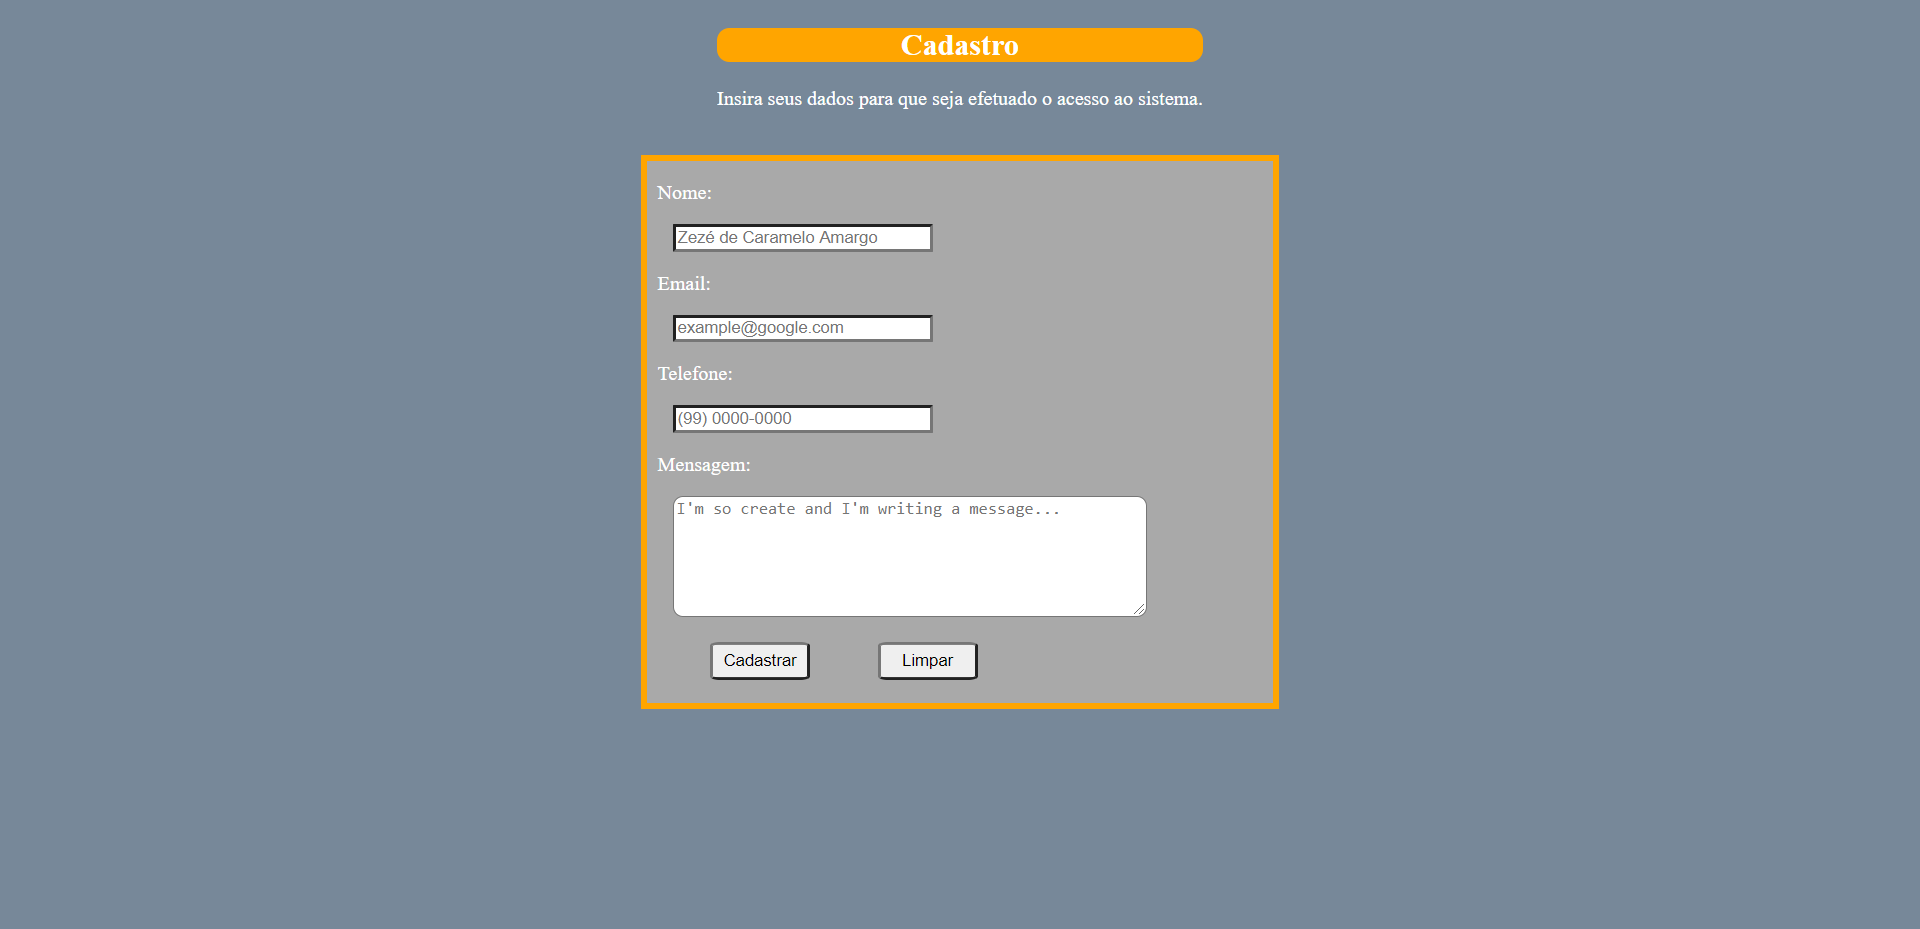 Cadastro
Insira seus dados para que seja efetuado o acesso ao sistema.
Nome:
Zezé de Caramelo Amargo
Email:
example@google.com
Telefone:
(99) 0000-0000
Mensagem:
I'm so create and I'm writing a message...
Cadastrar Limpar